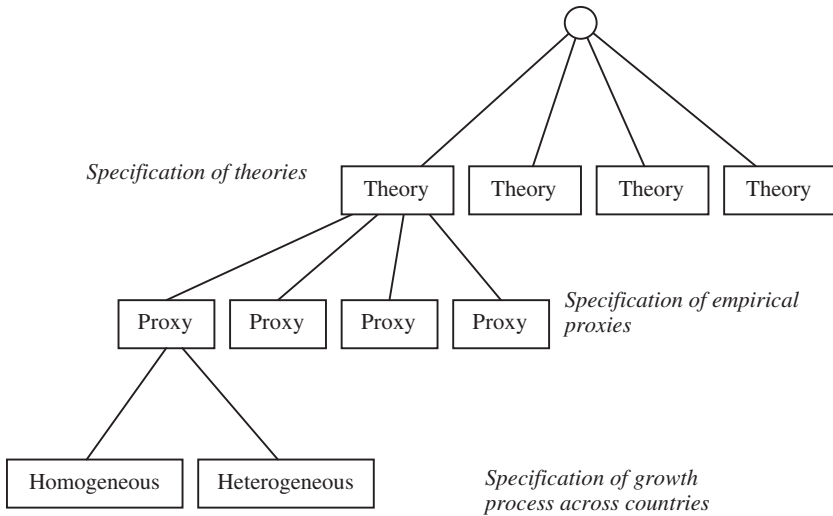 Specification of theories
Theory Theory Theory Theory
Specification of empirical
proxies
Proxy Proxy Proxy Proxy
Homogeneous Heterogeneous
Specification of growth
process across countries